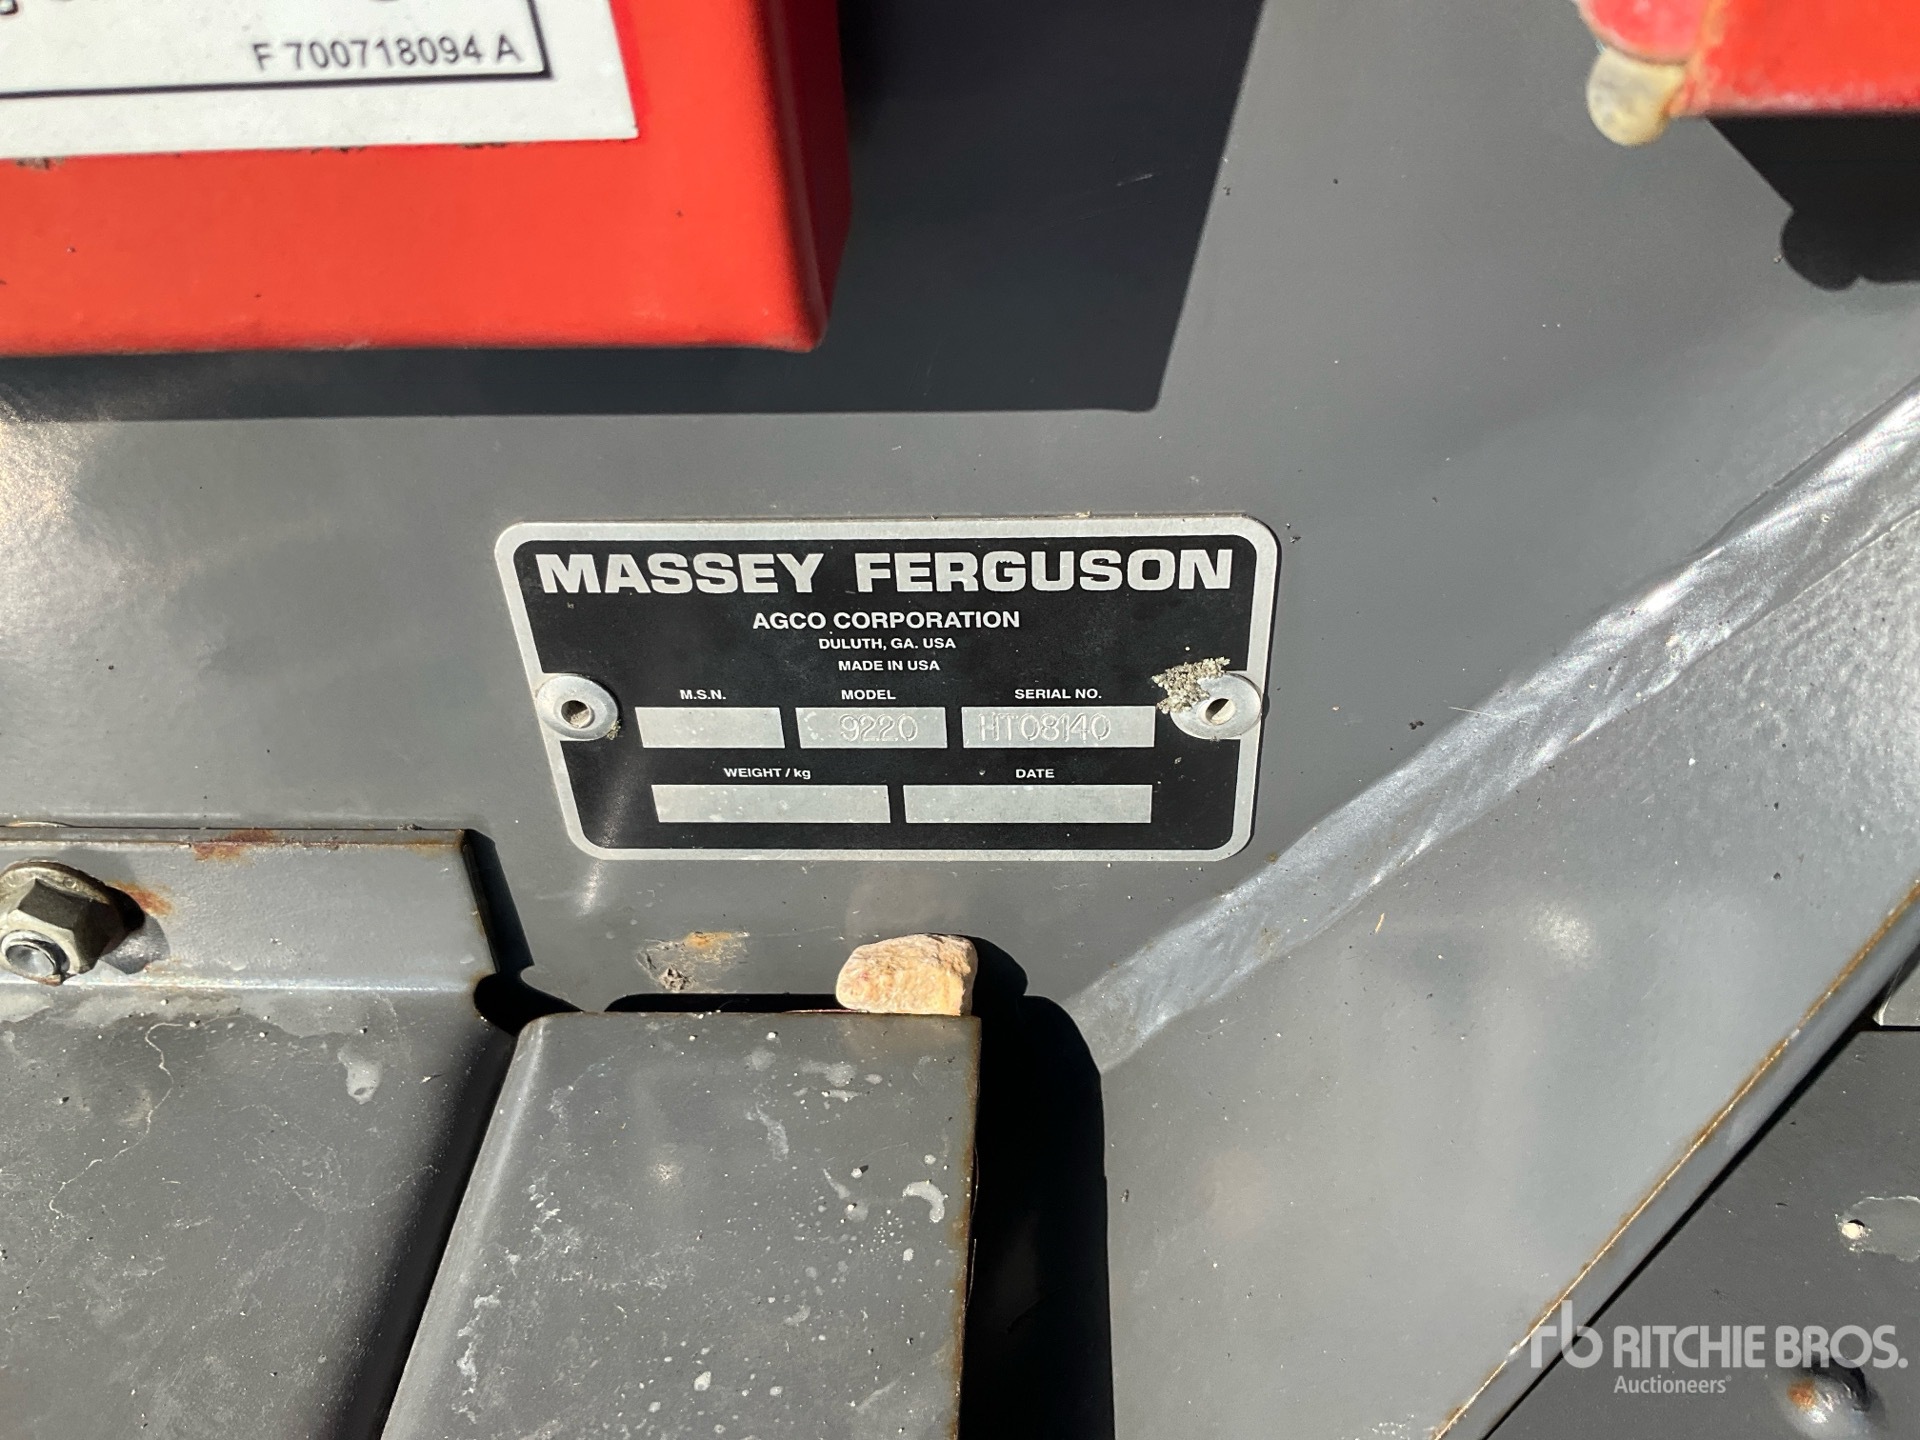 F 700718094 A
MASSEY FERGUSON
AGCO CORPORATION
DULUTH, GA. USA
MADE IN USA
M.S.N. MODEL SERIAL NO.
9220 HT08140
WEIGHT / kg DATE
rb RITCHIE BROS.
Auctioneers